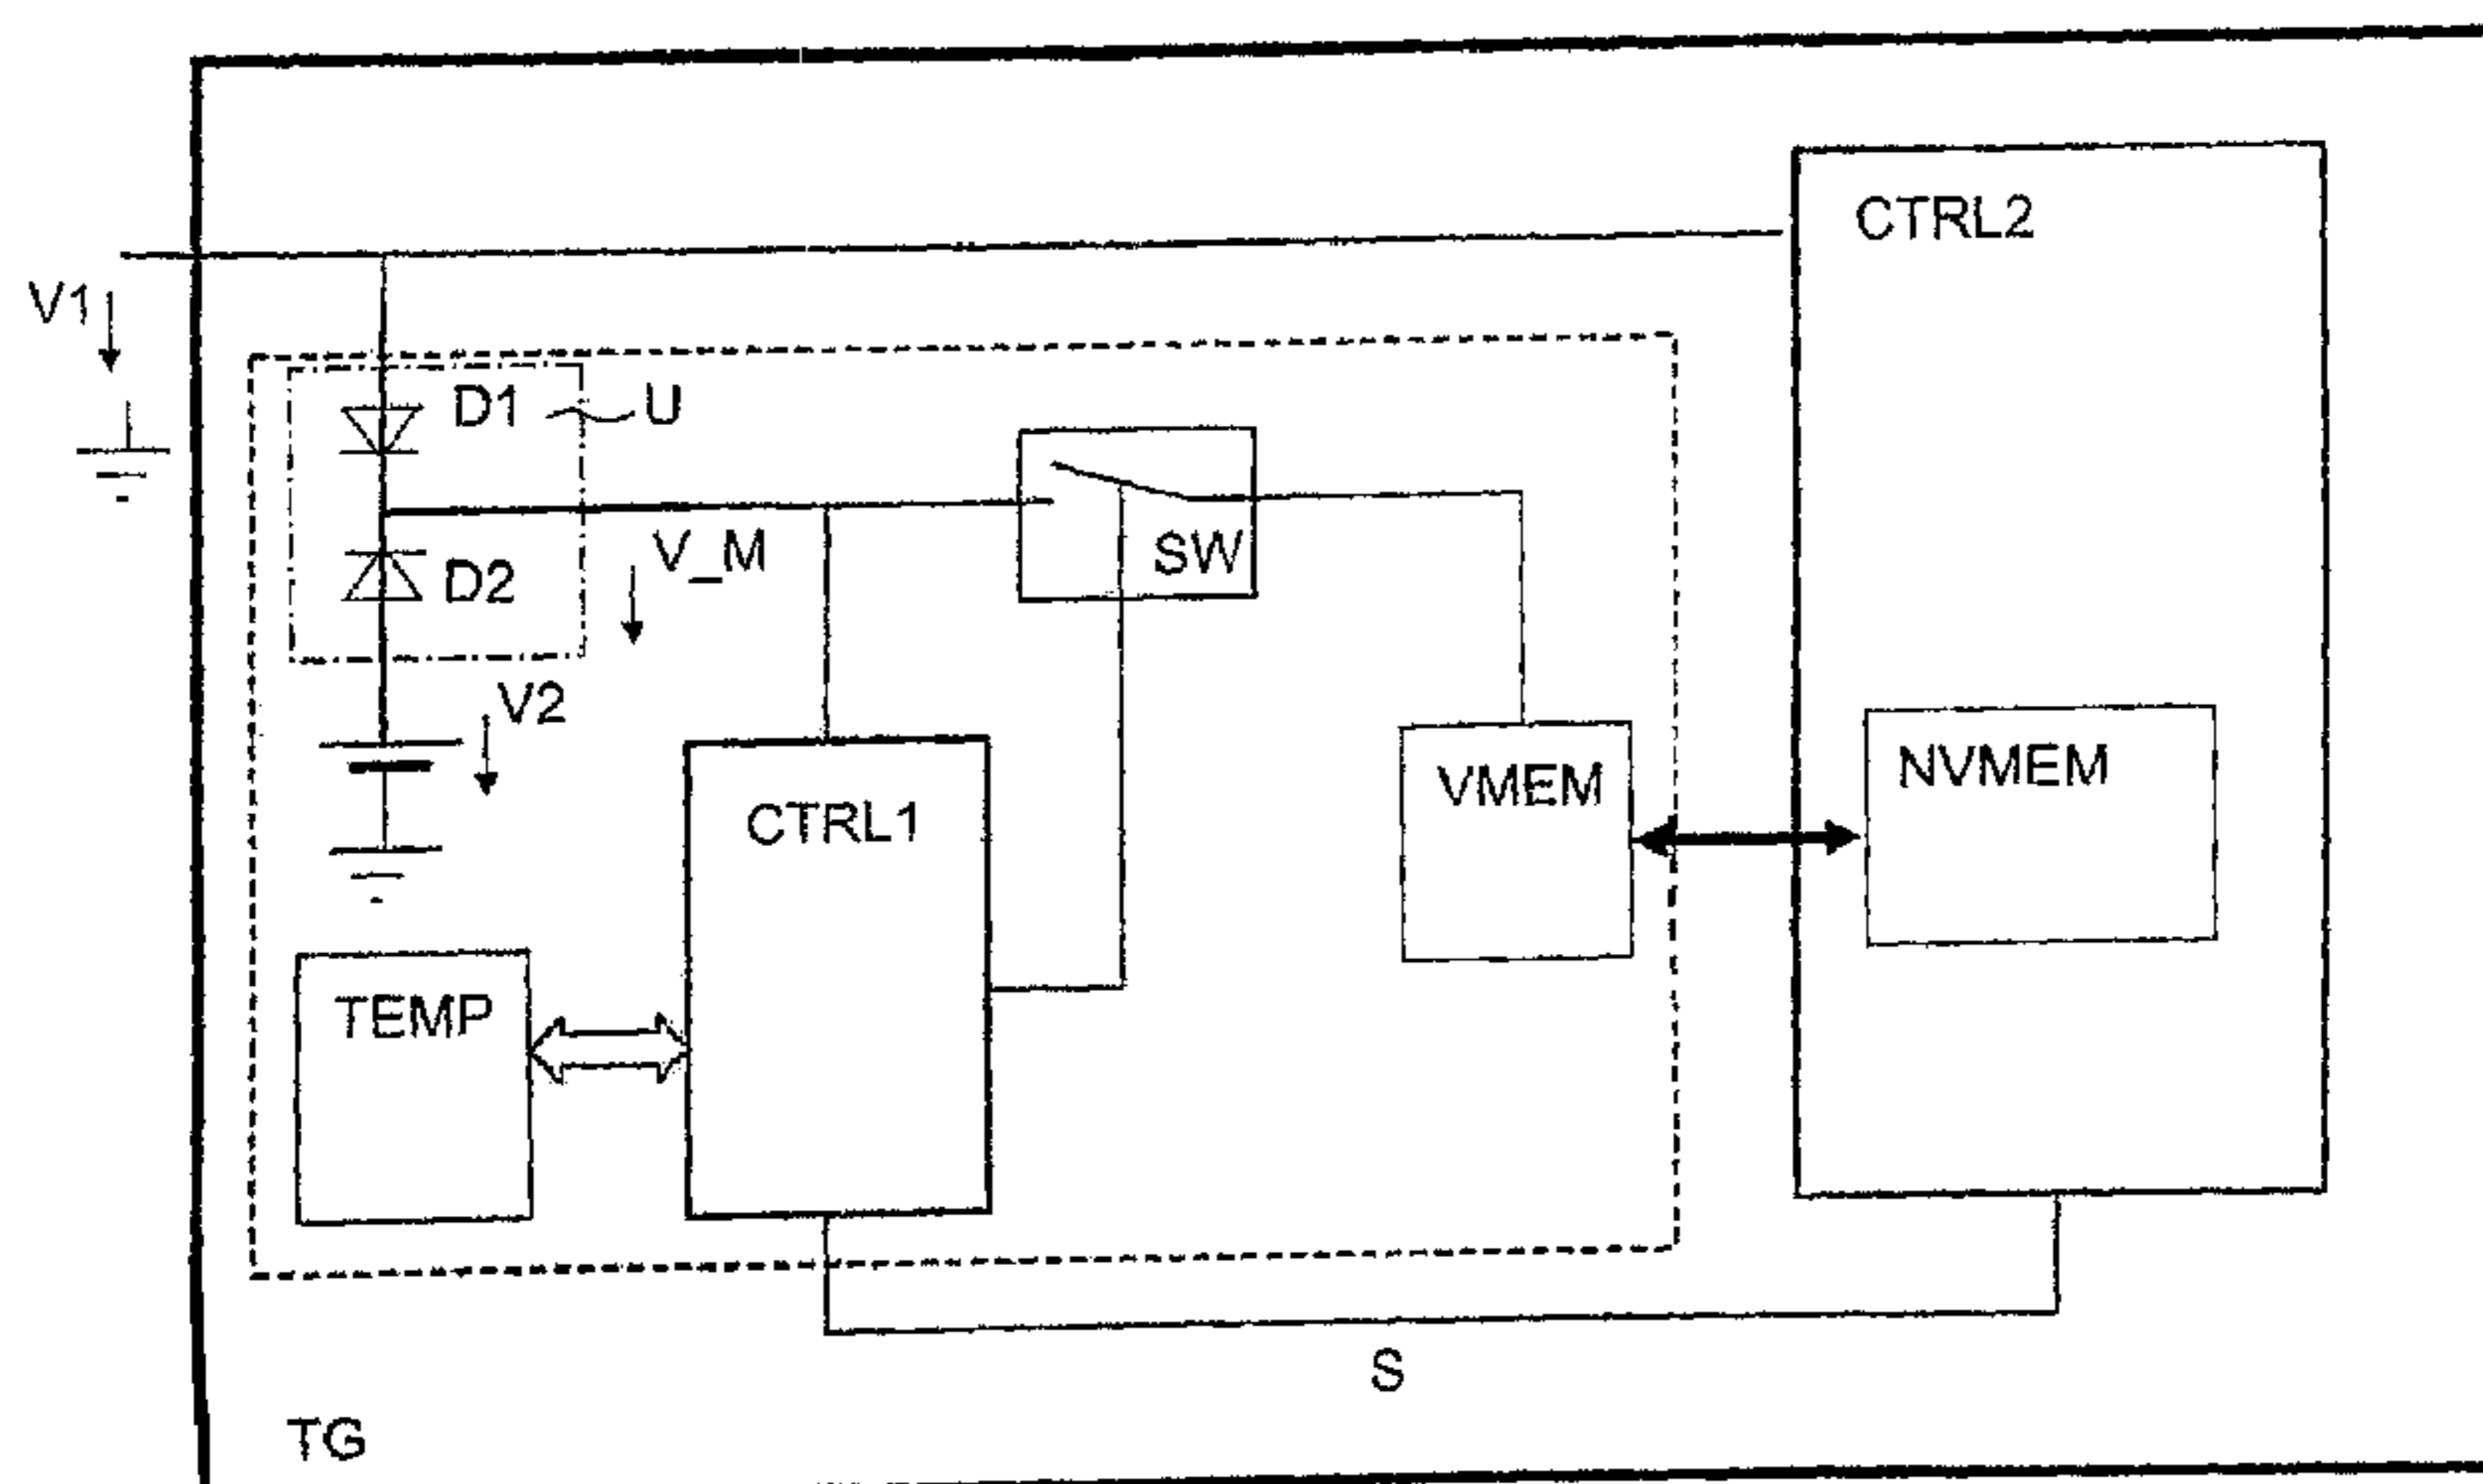 CTRL2
V1
D1
U
V_M
SW
D2
V2
NVMEM
VMEM
CTRL1
TEMP
S
TG